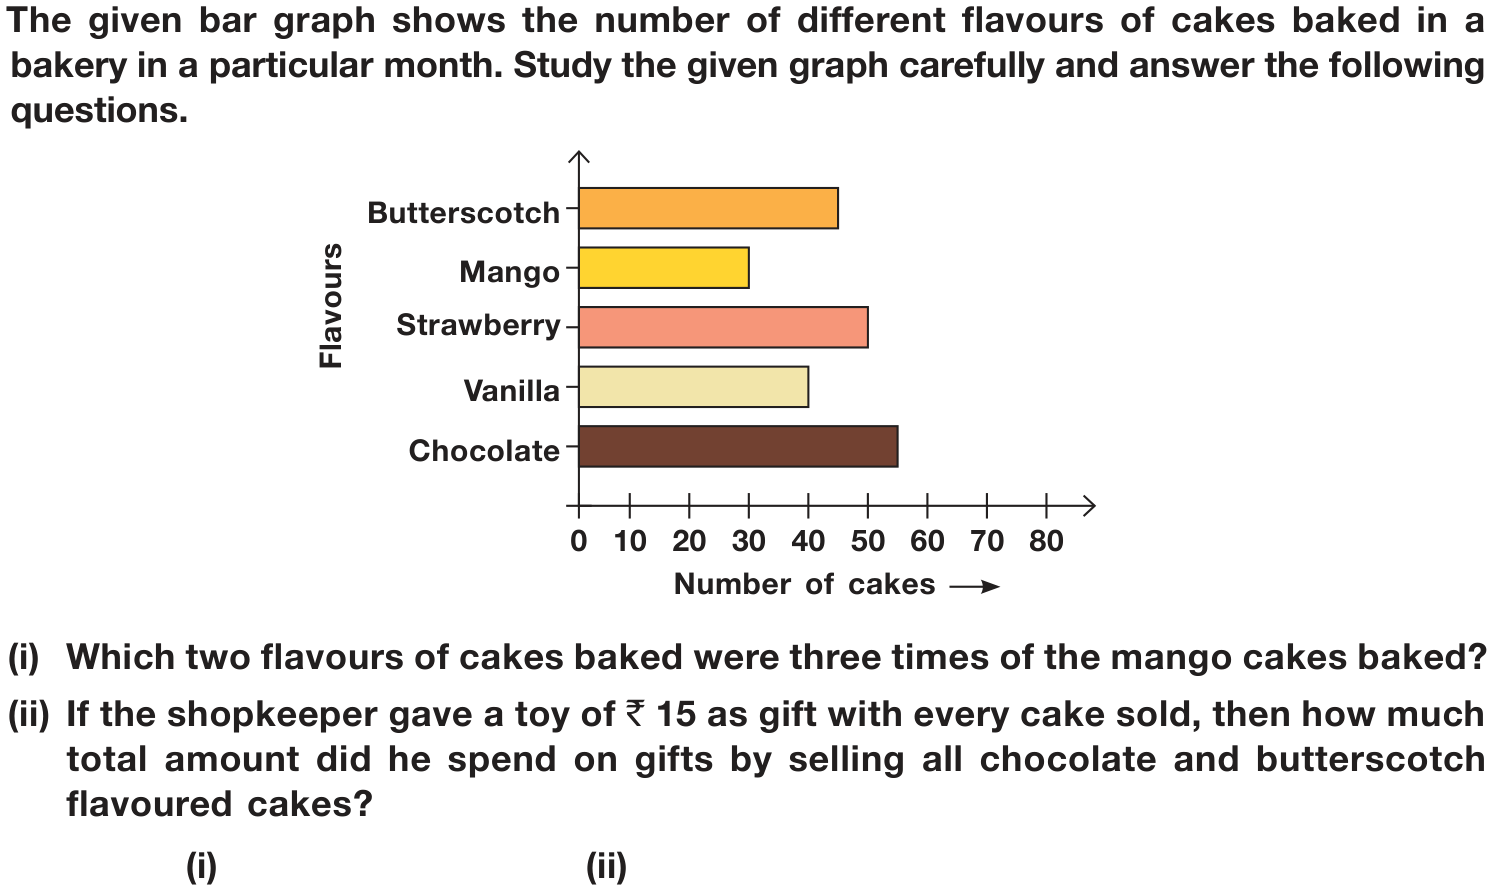 The given bar graph shows the number of different flavours of cakes baked in a
bakery in a particular month. Study the given graph carefully and answer the following
questions.
Flavours
Butterscotch
Mango
Strawberry
Vanilla
Chocolate
0 10 20 30 40 50 60 70 80
Number of cakes
(i) Which two flavours of cakes baked were three times of the mango cakes baked?
(ii) If the shopkeeper gave a toy of ₹ 15 as gift with every cake sold, then how much
total amount did he spend on gifts by selling all chocolate and butterscotch
flavoured cakes?
(i) (ii)